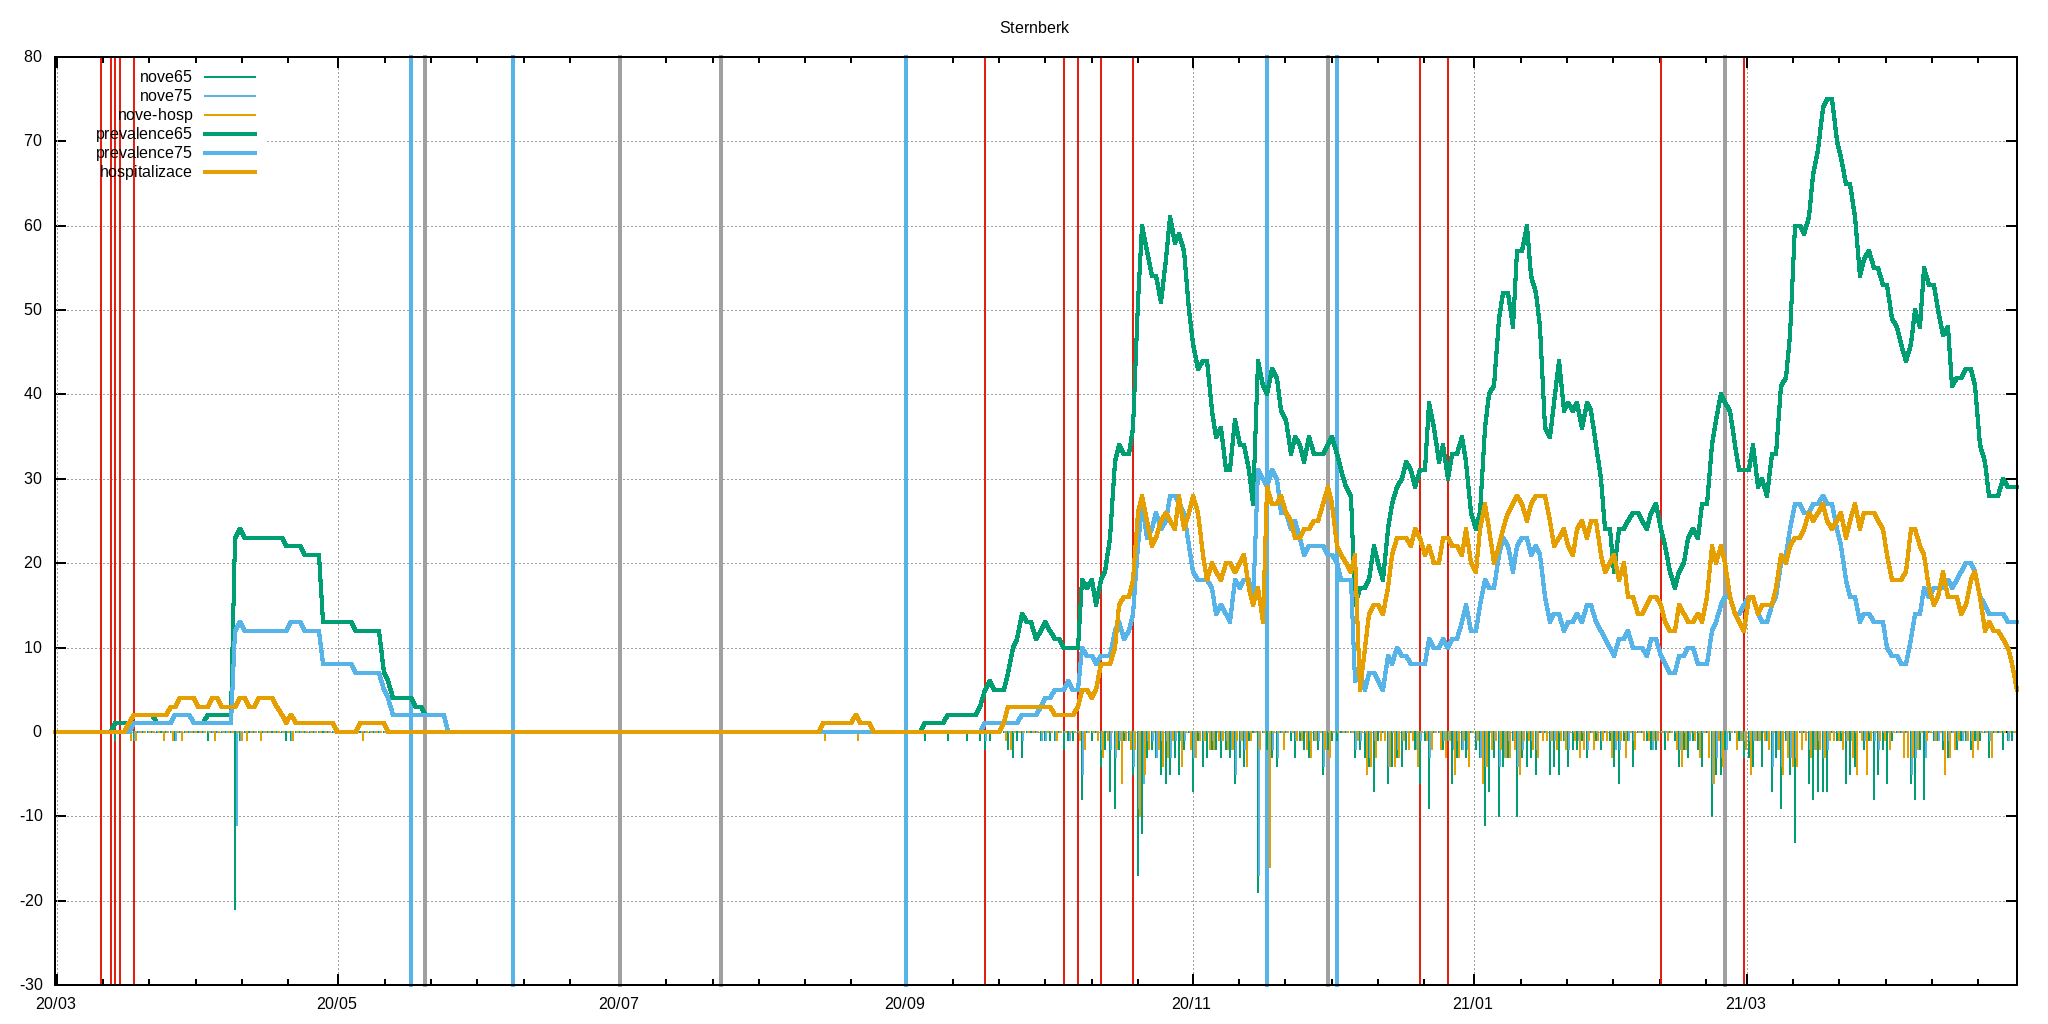 Sternberk
80
70
60
50
40
30
20
10
0
-10
-20
-30
nove65
nove75
nove-hosp
prevalence65
prevalence75
hospitalizace
20/03 20/05 20/07 20/09 20/11 21/01 21/03